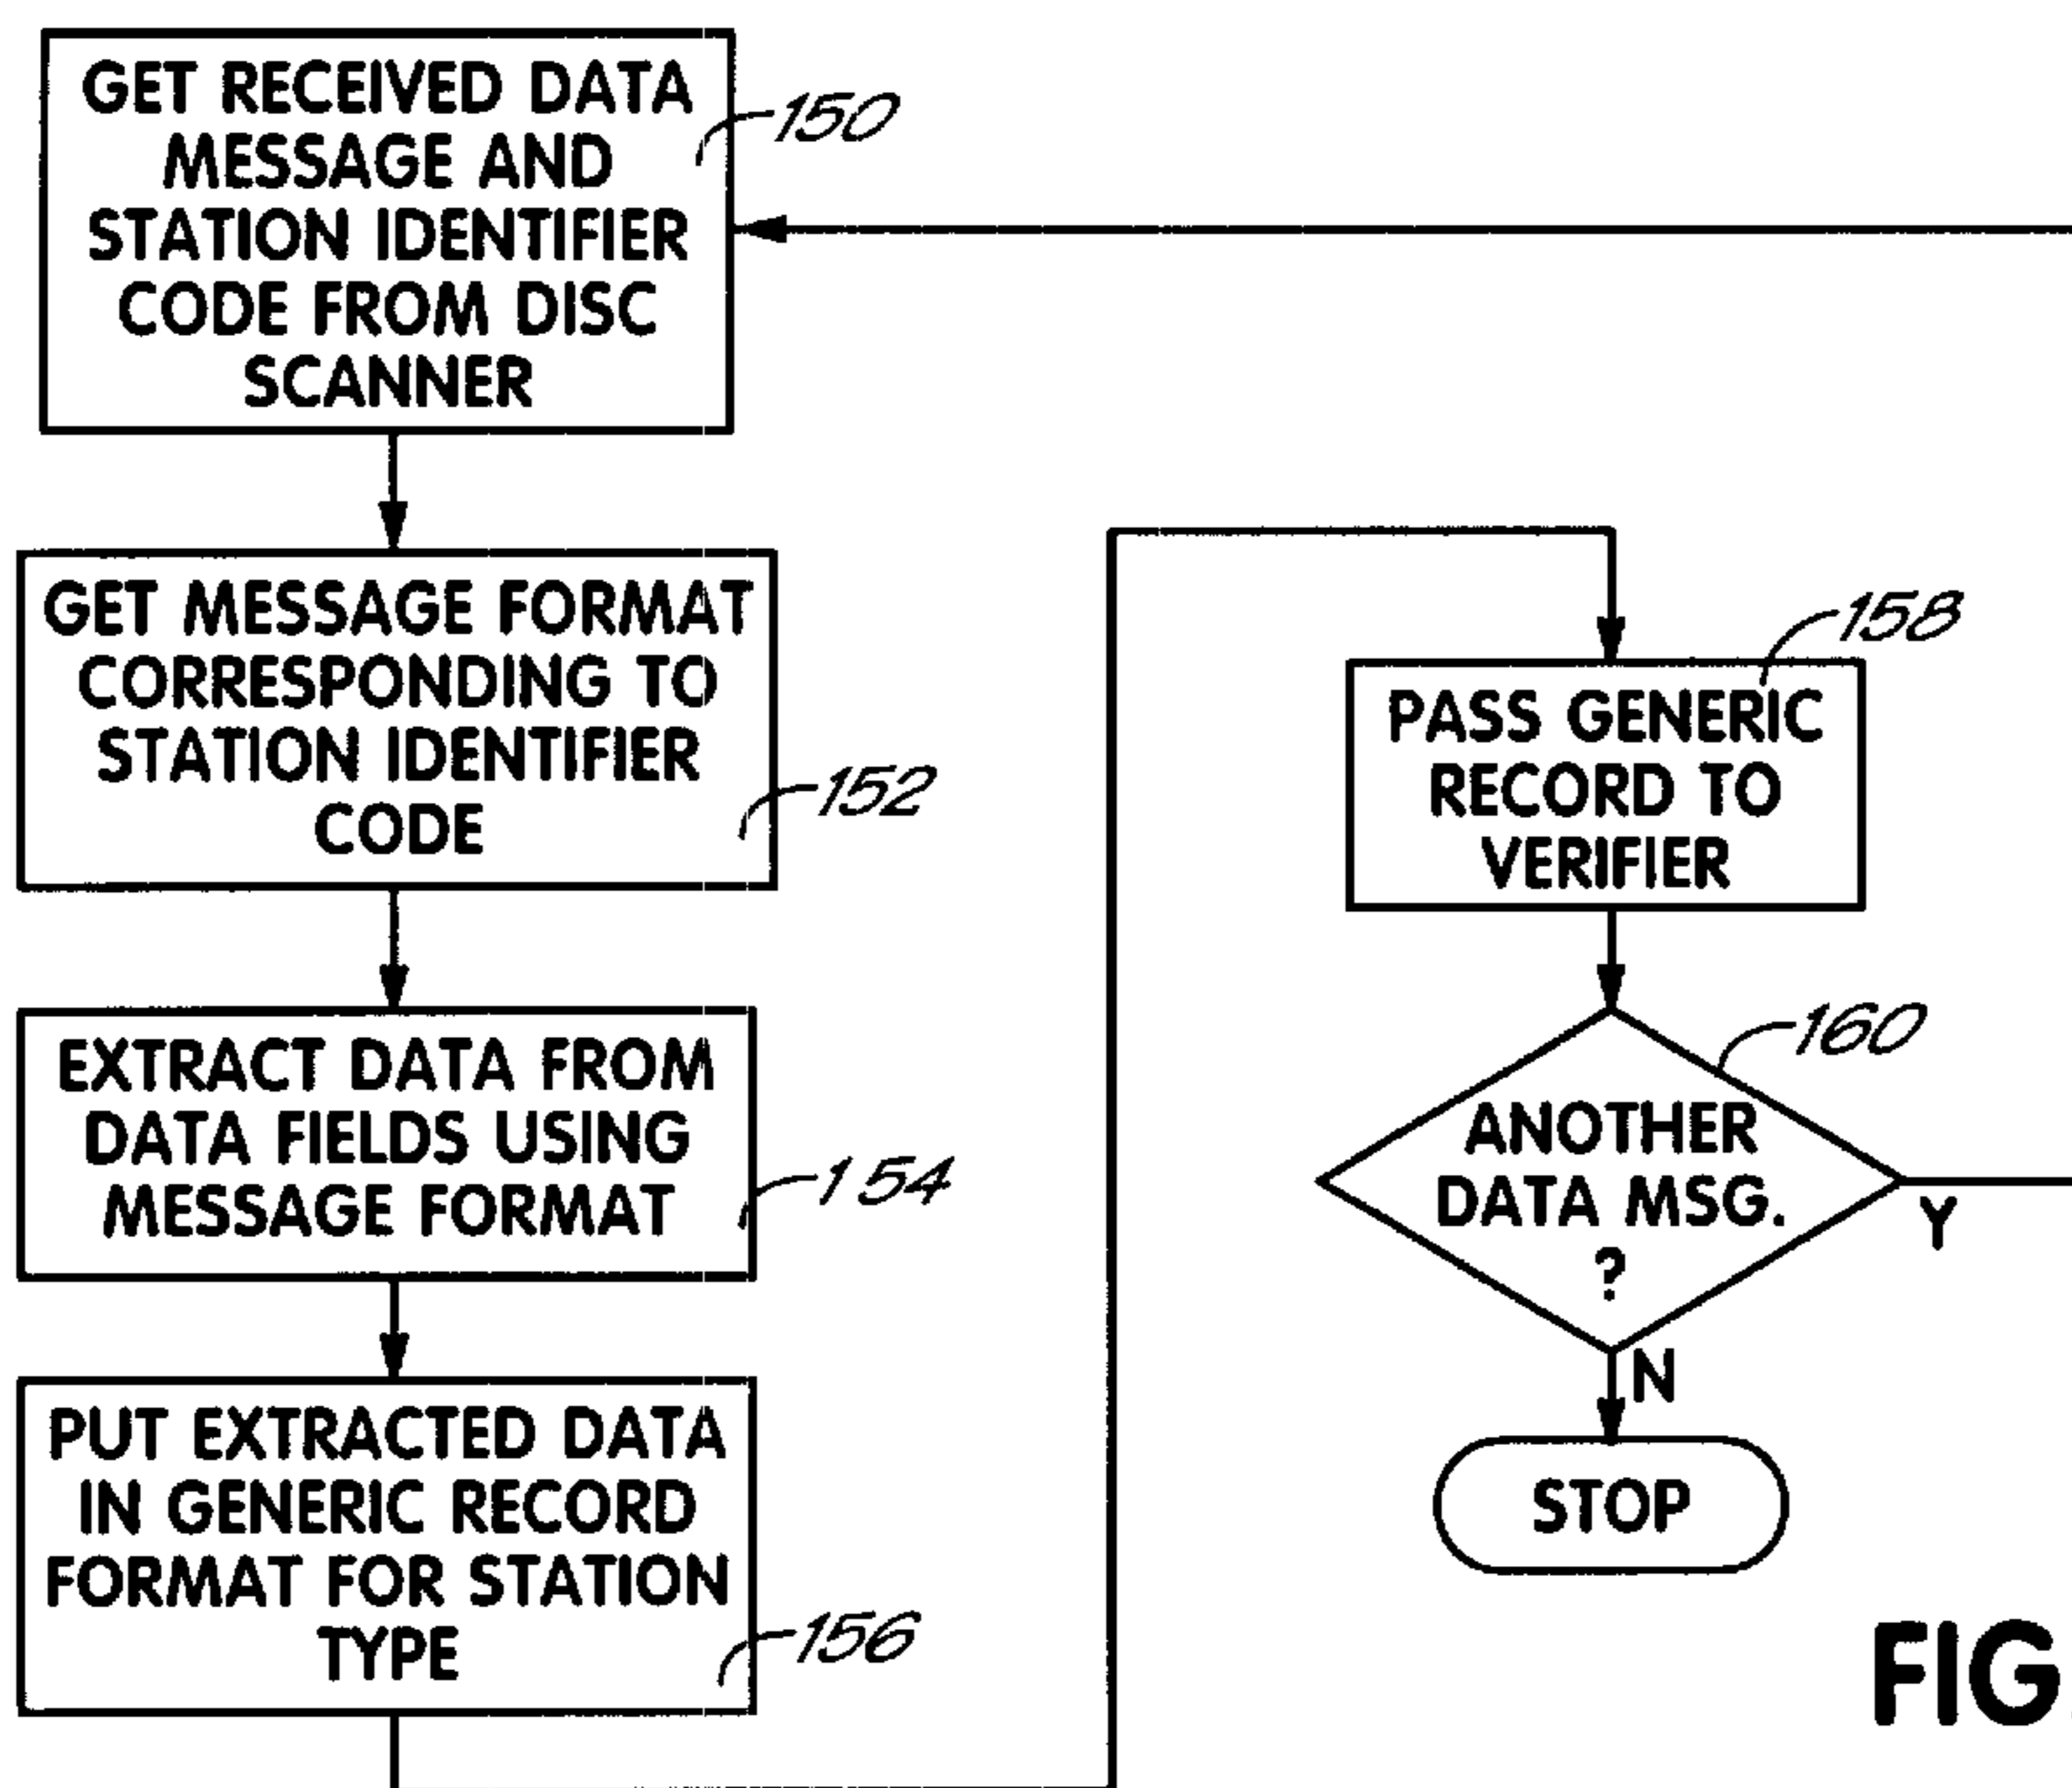 GET RECEIVED DATA
MESSAGE AND
STATION IDENTIFIER
CODE FROM DISC
SCANNER
150
GET MESSAGE FORMAT
CORRESPONDING TO
STATION IDENTIFIER
CODE
152
EXTRACT DATA FROM
DATA FIELDS USING
MESSAGE FORMAT
154
PUT EXTRACTED DATA
IN GENERIC RECORD
FORMAT FOR STATION
TYPE
156
PASS GENERIC
RECORD TO
VERIFIER
158
ANOTHER
DATA MSG.
?
160
Y
N
STOP
FIG.